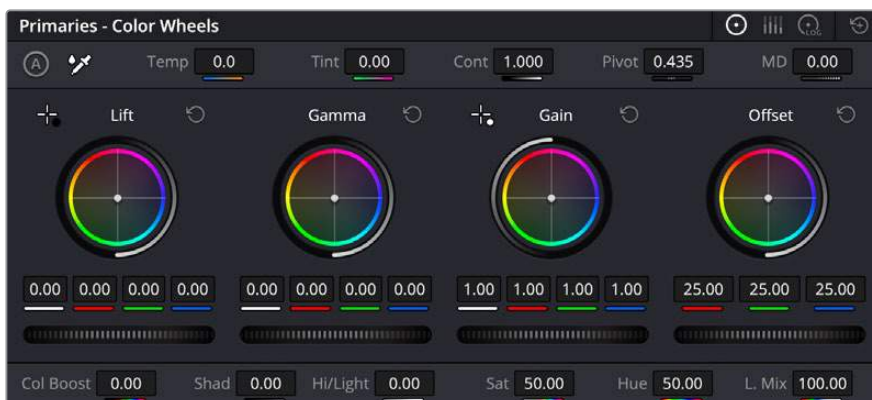 Primaries - Color Wheels
LOG
A Temp 0.0 Tint 0.00 Cont 1.000 Pivot 0.435 MD 0.00
Lift Gamma Gain Offset
0.00 0.00 0.00 0.00 0.00 0.00 0.00 0.00 1.00 1.00 1.00 1.00 25.00 25.00 25.00
Col Boost 0.00 Shad 0.00 Hi/Light 0.00 Sat 50.00 Hue 50.00 L. Mix 100.00